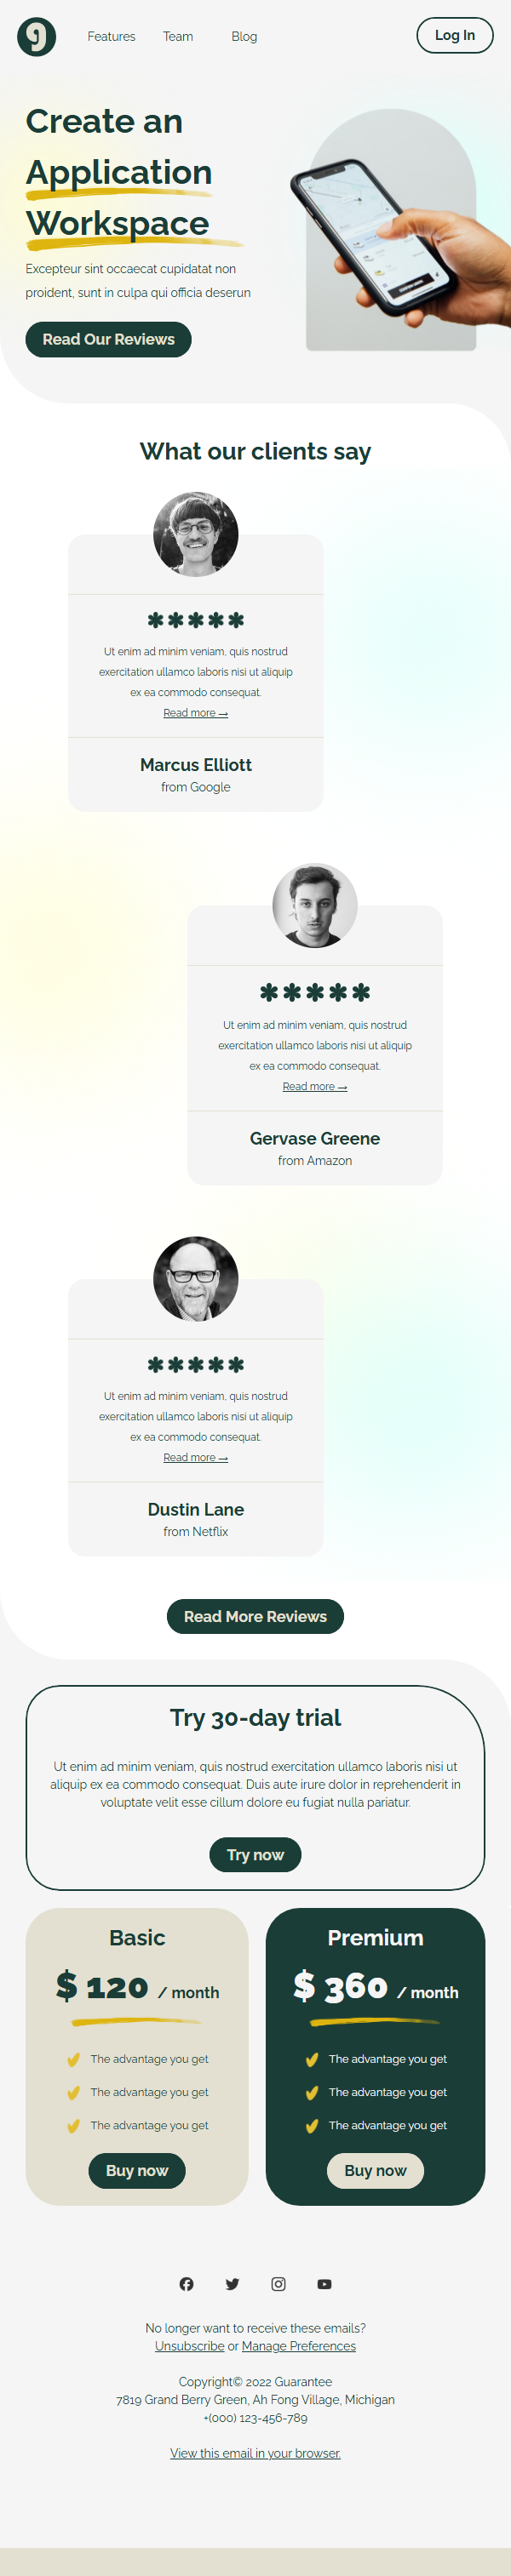 g
Features Team Blog Log In
Create an
Application
Workspace
Excepteur sint occaecat cupidatat non
proident, sunt in culpa qui officia deserun
Read Our Reviews
What our clients say
Ut enim ad minim veniam, quis nostrud
exercitation ullamco laboris nisi ut aliquip
ex ea commodo consequat.
Read more →
Marcus Elliott
from Google
Ut enim ad minim veniam, quis nostrud
exercitation ullamco laboris nisi ut aliquip
ex ea commodo consequat.
Read more →
Gervase Greene
from Amazon
Ut enim ad minim veniam, quis nostrud
exercitation ullamco laboris nisi ut aliquip
ex ea commodo consequat.
Read more →
Dustin Lane
from Netflix
Read More Reviews
Try 30-day trial
Ut enim ad minim veniam, quis nostrud exercitation ullamco laboris nisi ut
aliquip ex ea commodo consequat. Duis aute irure dolor in reprehenderit in
voluptate velit esse cillum dolore eu fugiat nulla pariatur.
Try now
Basic
$ 120 / month
The advantage you get
The advantage you get
The advantage you get
Buy now
Premium
$ 360 / month
The advantage you get
The advantage you get
The advantage you get
Buy now
No longer want to receive these emails?
Unsubscribe or Manage Preferences
Copyright© 2022 Guarantee
7819 Grand Berry Green, Ah Fong Village, Michigan
+(000) 123-456-789
View this email in your browser.